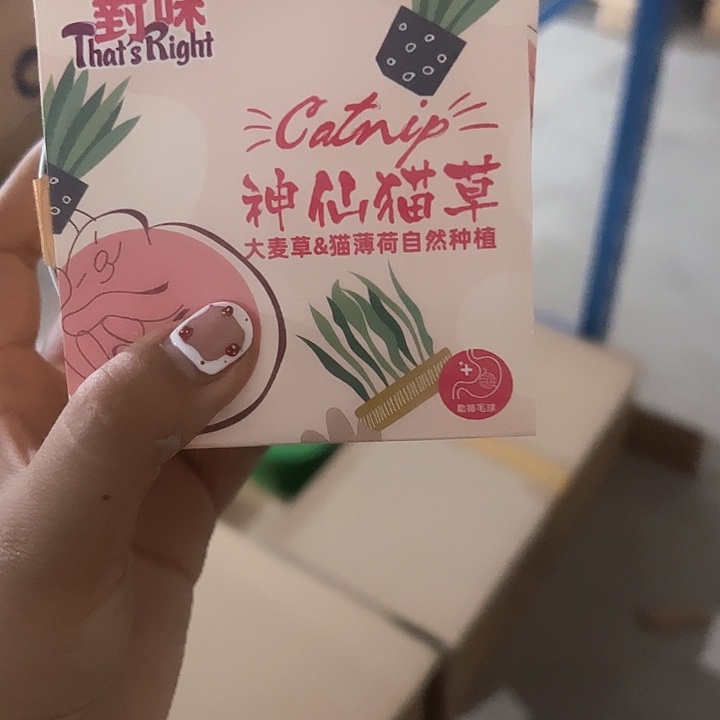 對味
That's Right
Catnip
神仙猫草
大麦草&猫薄荷自然种植
助排毛球